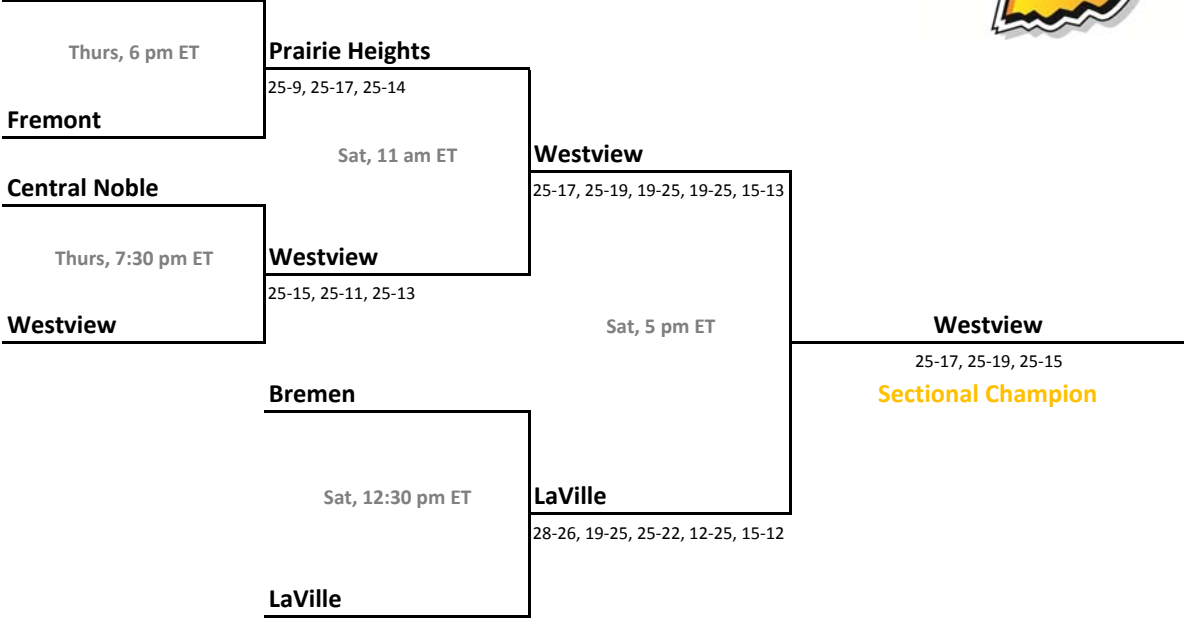 Thurs, 6 pm ET
Prairie Heights
25-9, 25-17, 25-14
Fremont
Sat, 11 am ET
Westview
25-17, 25-19, 19-25, 19-25, 15-13
Central Noble
Thurs, 7:30 pm ET
Westview
25-15, 25-11, 25-13
Westview
Sat, 5 pm ET
Westview
25-17, 25-19, 25-15
Sectional Champion
Bremen
Sat, 12:30 pm ET
LaVille
28-26, 19-25, 25-22, 12-25, 15-12
LaVille